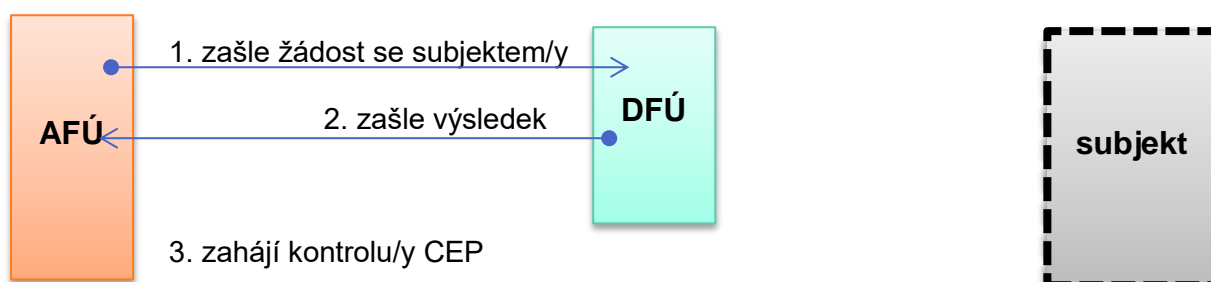 1. zašle žádost se subjektem/y
AFÚ
2. zašle výsledek
DFÚ
subjekt
3. zahájí kontrolu/y CEP